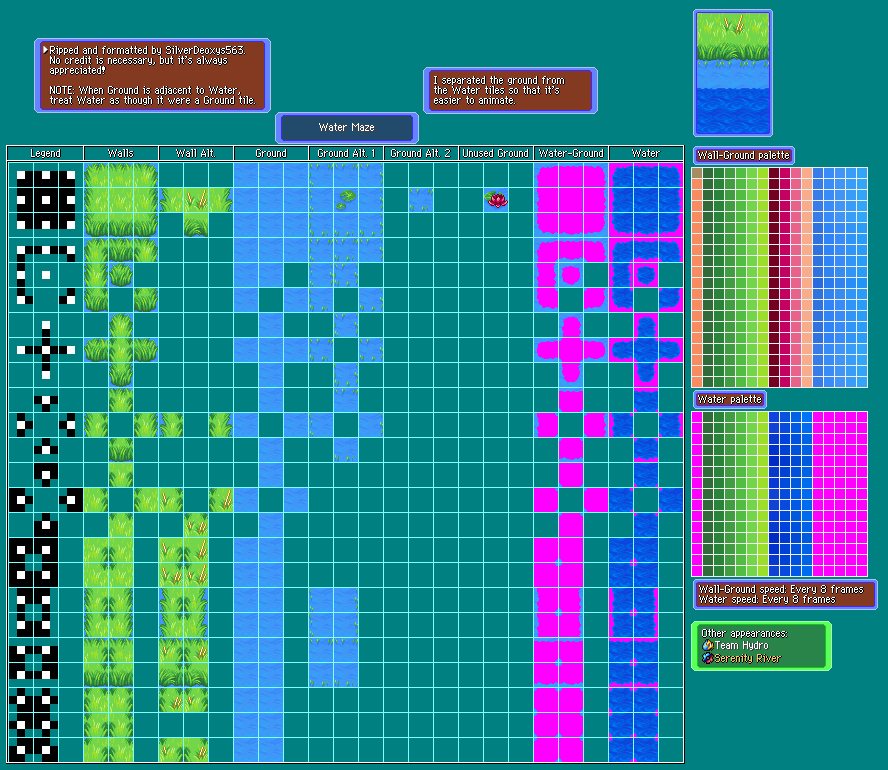 Ripped and formatted by SilverDeoxys563.
No credit is necessary, but it's always
appreciated!
NOTE: When Ground is adjacent to Water,
treat Water as though it were a Ground tile.
I separated the ground from
the Water tiles so that it's
easier to animate.
Water Maze
Legend Walls Wall Alt. Ground Ground Alt. 1 Ground Alt. 2 Unused Ground Water-Ground Water
Wall-Ground palette
Water palette
Wall-Ground speed: Every 8 frames
Water speed: Every 8 frames
Other appearances:
Team Hydro
Serenity River